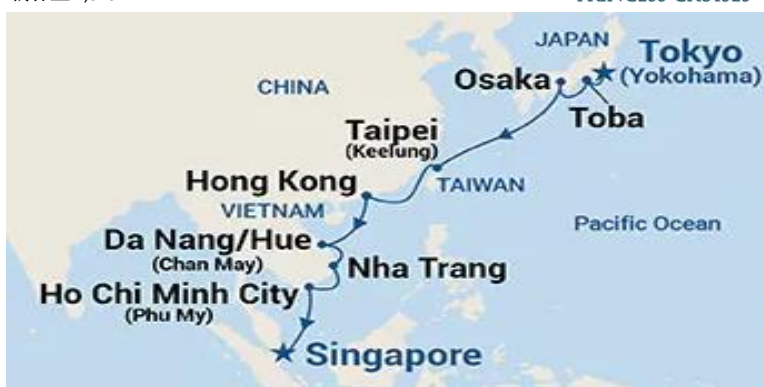 JAPAN
Tokyo
(Yokohama)
Osaka
Toba
CHINA
Taipei
(Keelung)
TAIWAN
Hong Kong
VIETNAM
Pacific Ocean
Da Nang/Hue
(Chan May)
Nha Trang
Ho Chi Minh City
(Phu My)
Singapore